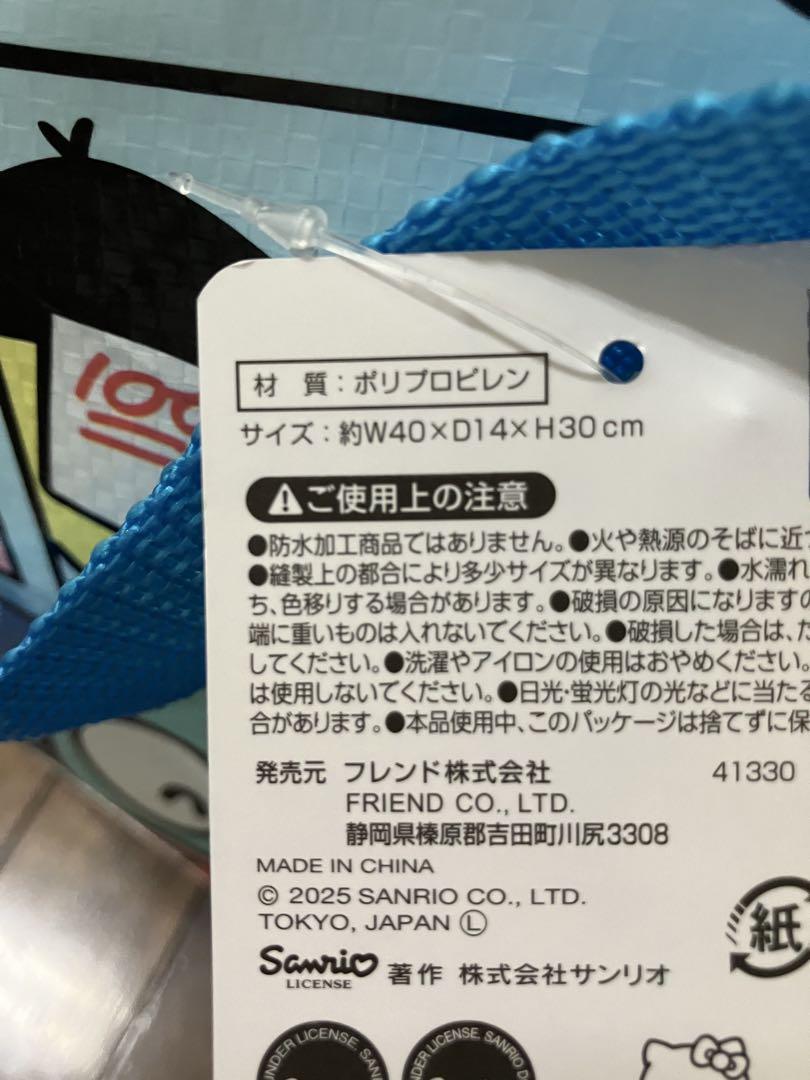 100
材 質：ポリプロピレン
サイズ：約W40×D14×H30cm
ご使用上の注意
●防水加工商品ではありません。●火や熱源のそばに近づ
●縫製上の都合により多少サイズが異なります。●水濡れ
ち、色移りする場合があります。●破損の原因になりますの
端に重いものは入れないでください。●破損した場合は、た
してください。●洗濯やアイロンの使用はおやめください。
は使用しないでください。●日光・蛍光灯の光などに当たる
合があります。●本品使用中、このパッケージは捨てずに保
発売元 フレンド株式会社 41330
FRIEND CO., LTD.
静岡県榛原郡吉田町川尻3308
MADE IN CHINA
© 2025 SANRIO CO., LTD.
TOKYO, JAPAN Ⓛ
紙
Sanrio
LICENSE
著作 株式会社サンリオ
UNDER LICENSE. SAN
UNDER LICENSE. SANRIO